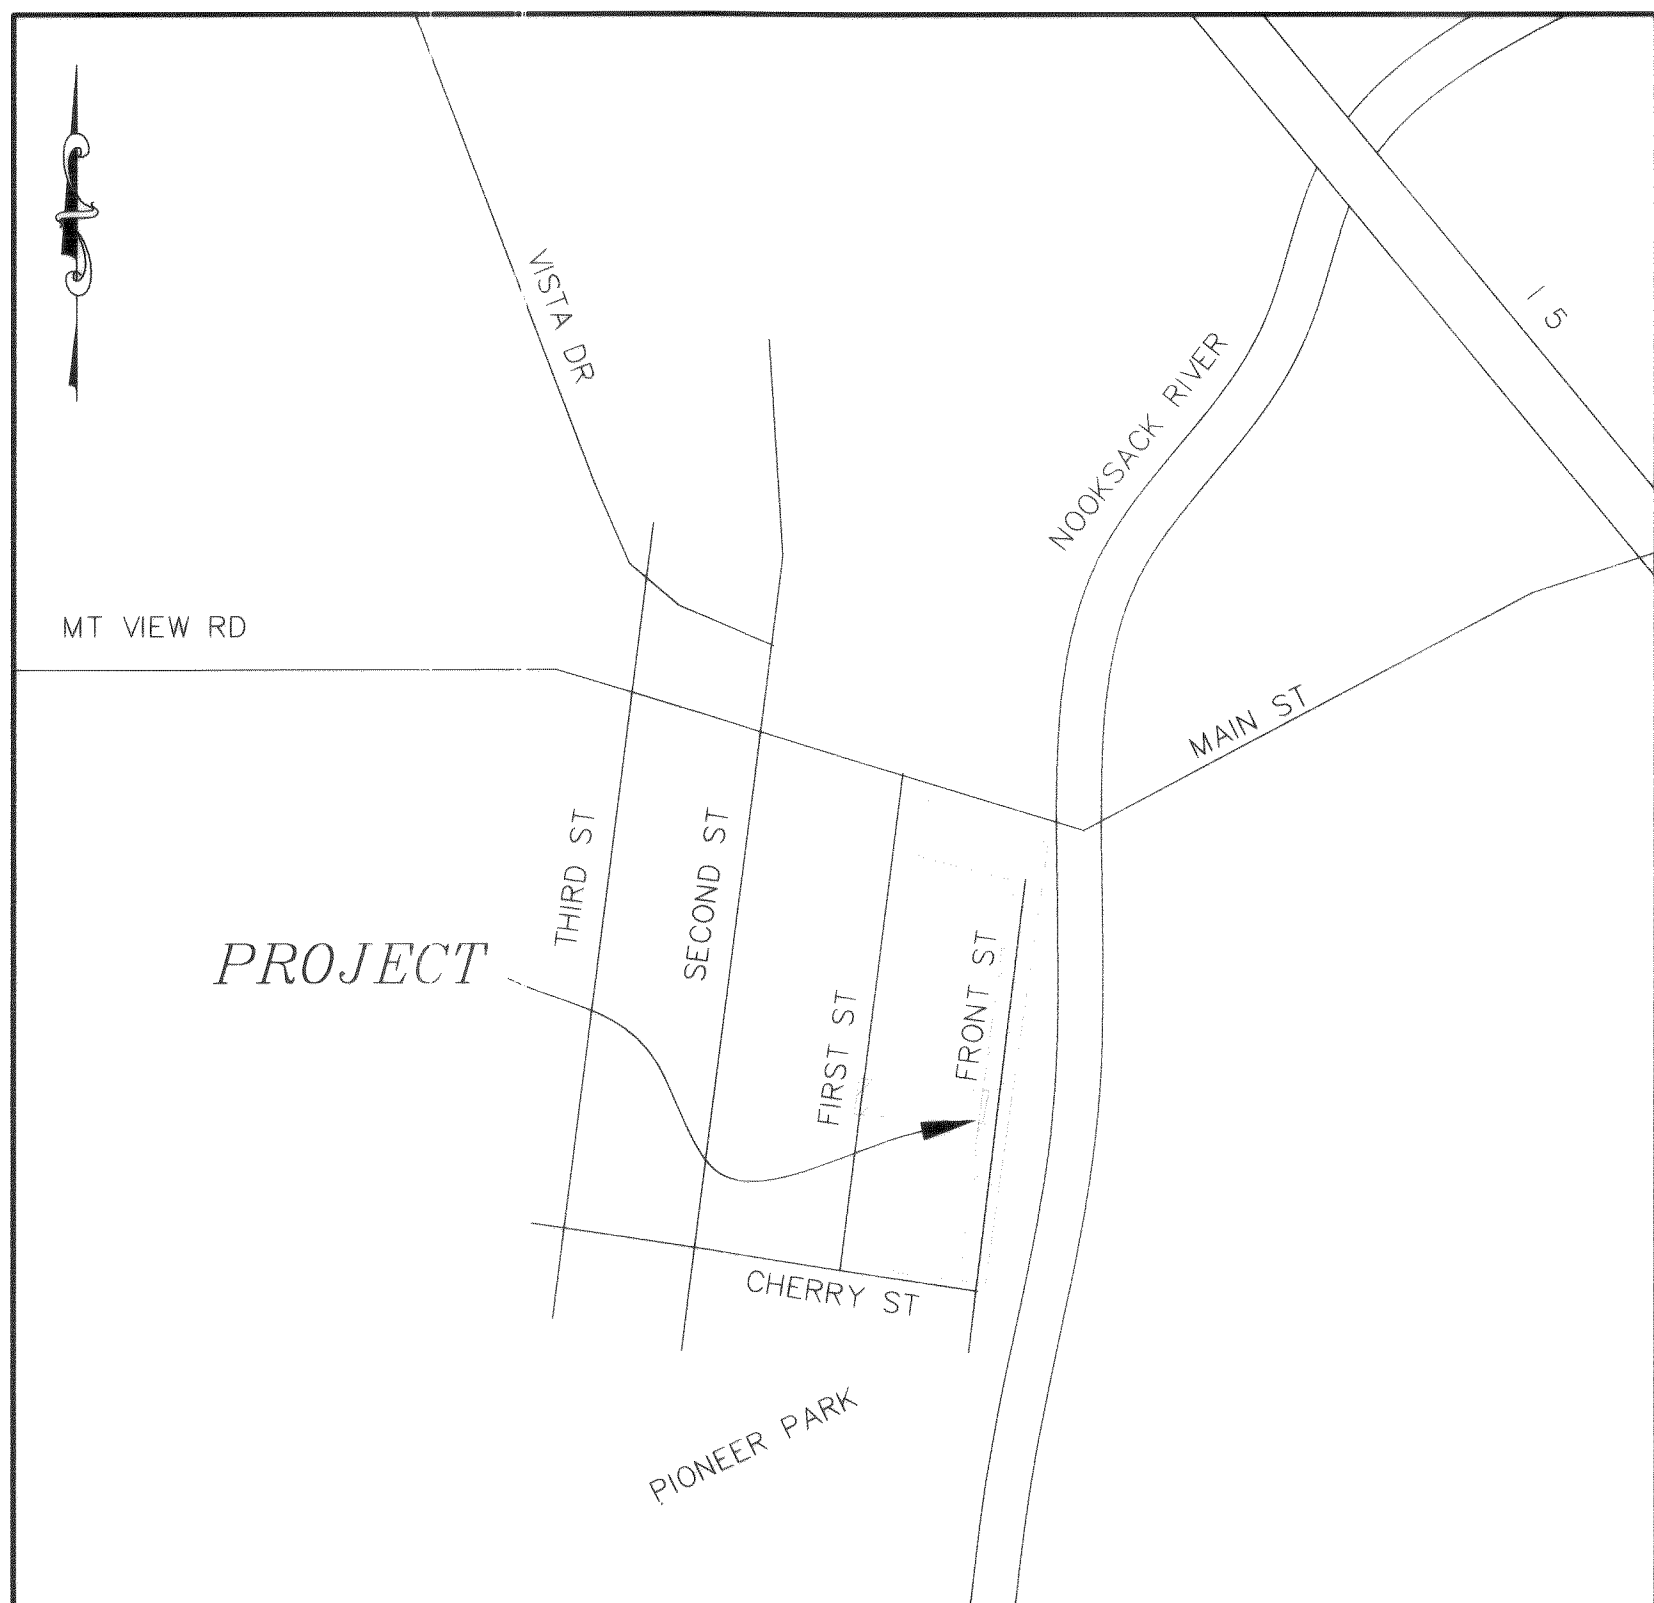 VISTA DR
I 5
NOOKSACK RIVER
MT VIEW RD
MAIN ST
THIRD ST
SECOND ST
PROJECT
FIRST ST
FRONT ST
CHERRY ST
PIONEER PARK